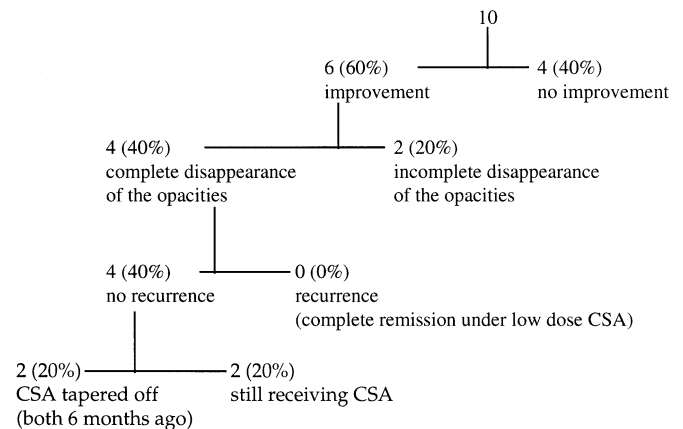 10
6 (60%)
improvement
4 (40%)
no improvement
4 (40%)
complete disappearance
of the opacities
2 (20%)
incomplete disappearance
of the opacities
4 (40%)
no recurrence
0 (0%)
recurrence
(complete remission under low dose CSA)
2 (20%)
CSA tapered off
(both 6 months ago)
2 (20%)
still receiving CSA